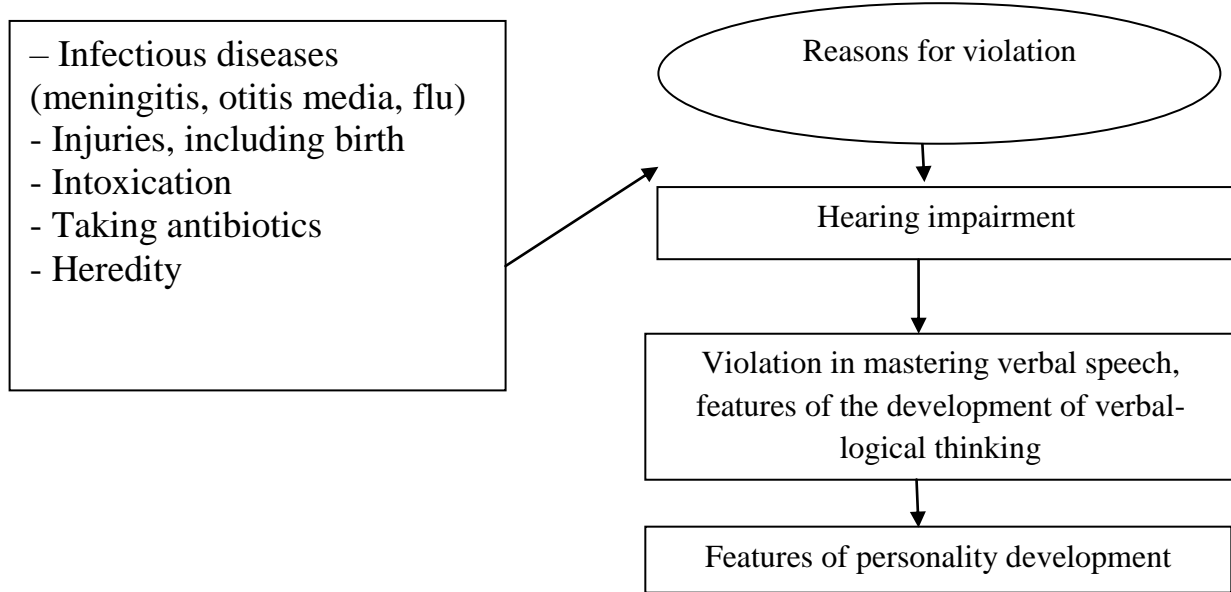 – Infectious diseases
(meningitis, otitis media, flu)
- Injuries, including birth
- Intoxication
- Taking antibiotics
- Heredity
Reasons for violation
Hearing impairment
Violation in mastering verbal speech,
features of the development of verbal-
logical thinking
Features of personality development